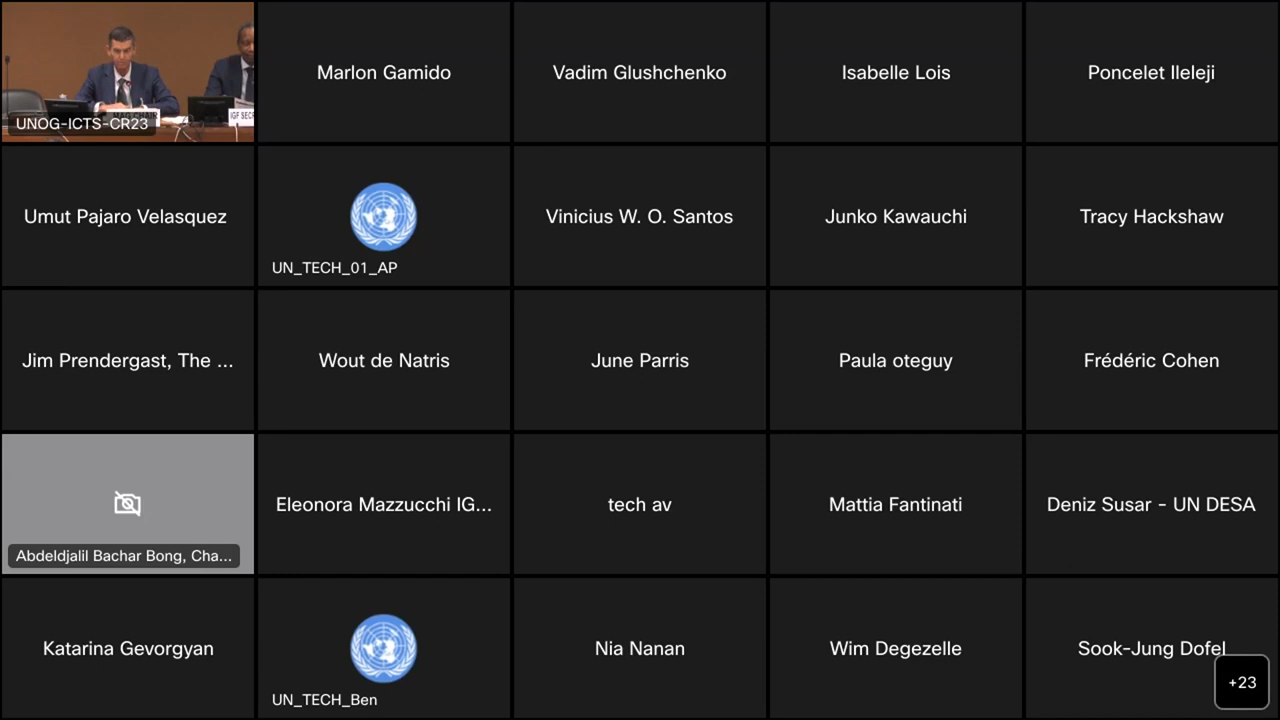 UNOG-ICTS-CR23
IGF SEC
Marlon Gamido
Vadim Glushchenko
Isabelle Lois
Poncelet Ileleji
Umut Pajaro Velasquez
UN_TECH_01_AP
Vinicius W. O. Santos
Junko Kawauchi
Tracy Hackshaw
Jim Prendergast, The ...
Wout de Natris
June Parris
Paula oteguy
Frédéric Cohen
Abdeldjalil Bachar Bong, Cha...
Eleonora Mazzucchi IG...
tech av
Mattia Fantinati
Deniz Susar - UN DESA
Katarina Gevorgyan
UN_TECH_Ben
Nia Nanan
Wim Degezelle
Sook-Jung Dofel
+23